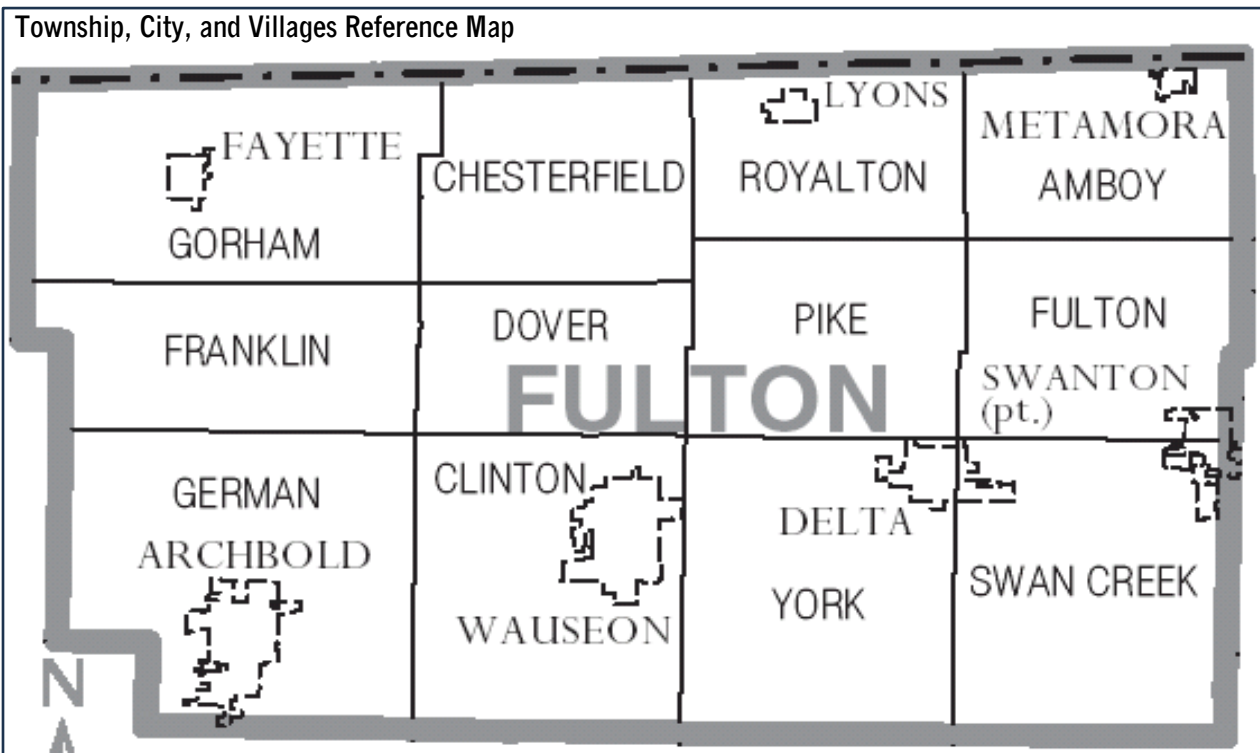 Township, City, and Villages Reference Map
LYONS
METAMORA
FAYETTE
CHESTERFIELD
ROYALTON
AMBOY
GORHAM
FRANKLIN
DOVER
PIKE
FULTON
FULTON
SWANTON
(pt.)
GERMAN
CLINTON
ARCHBOLD
DELTA
WAUSEON
YORK
SWAN CREEK
N